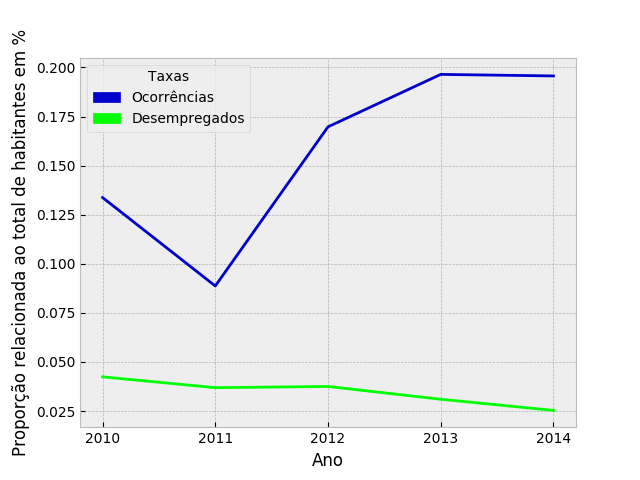 Proporção relacionada ao total de habitantes em %
0.200
0.175
0.150
0.125
0.100
0.075
0.050
0.025
Taxas
Ocorrências
Desempregados
2010 2011 2012 2013 2014
Ano